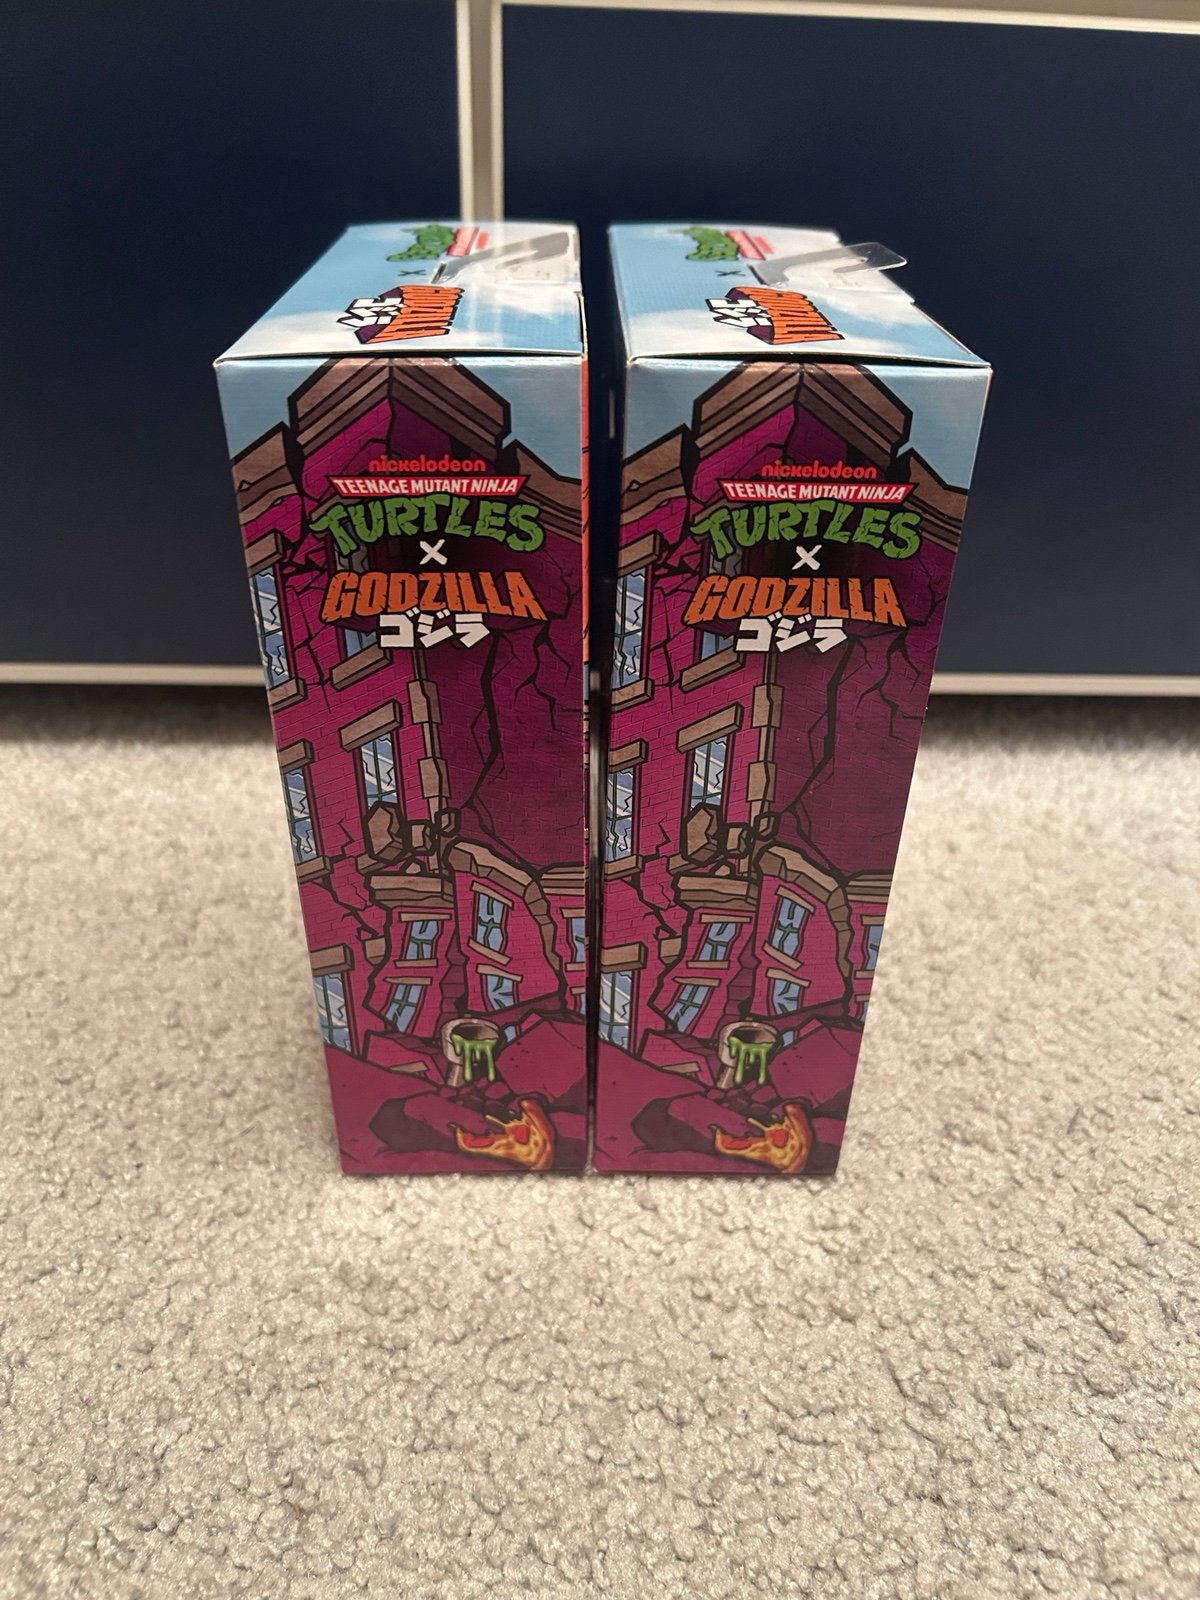 nickelodeon
TEENAGE MUTANT NINJA
TURTLES
X
GODZILLA
ゴジラ
nickelodeon
TEENAGE MUTANT NINJA
TURTLES
X
GODZILLA
ゴジラ